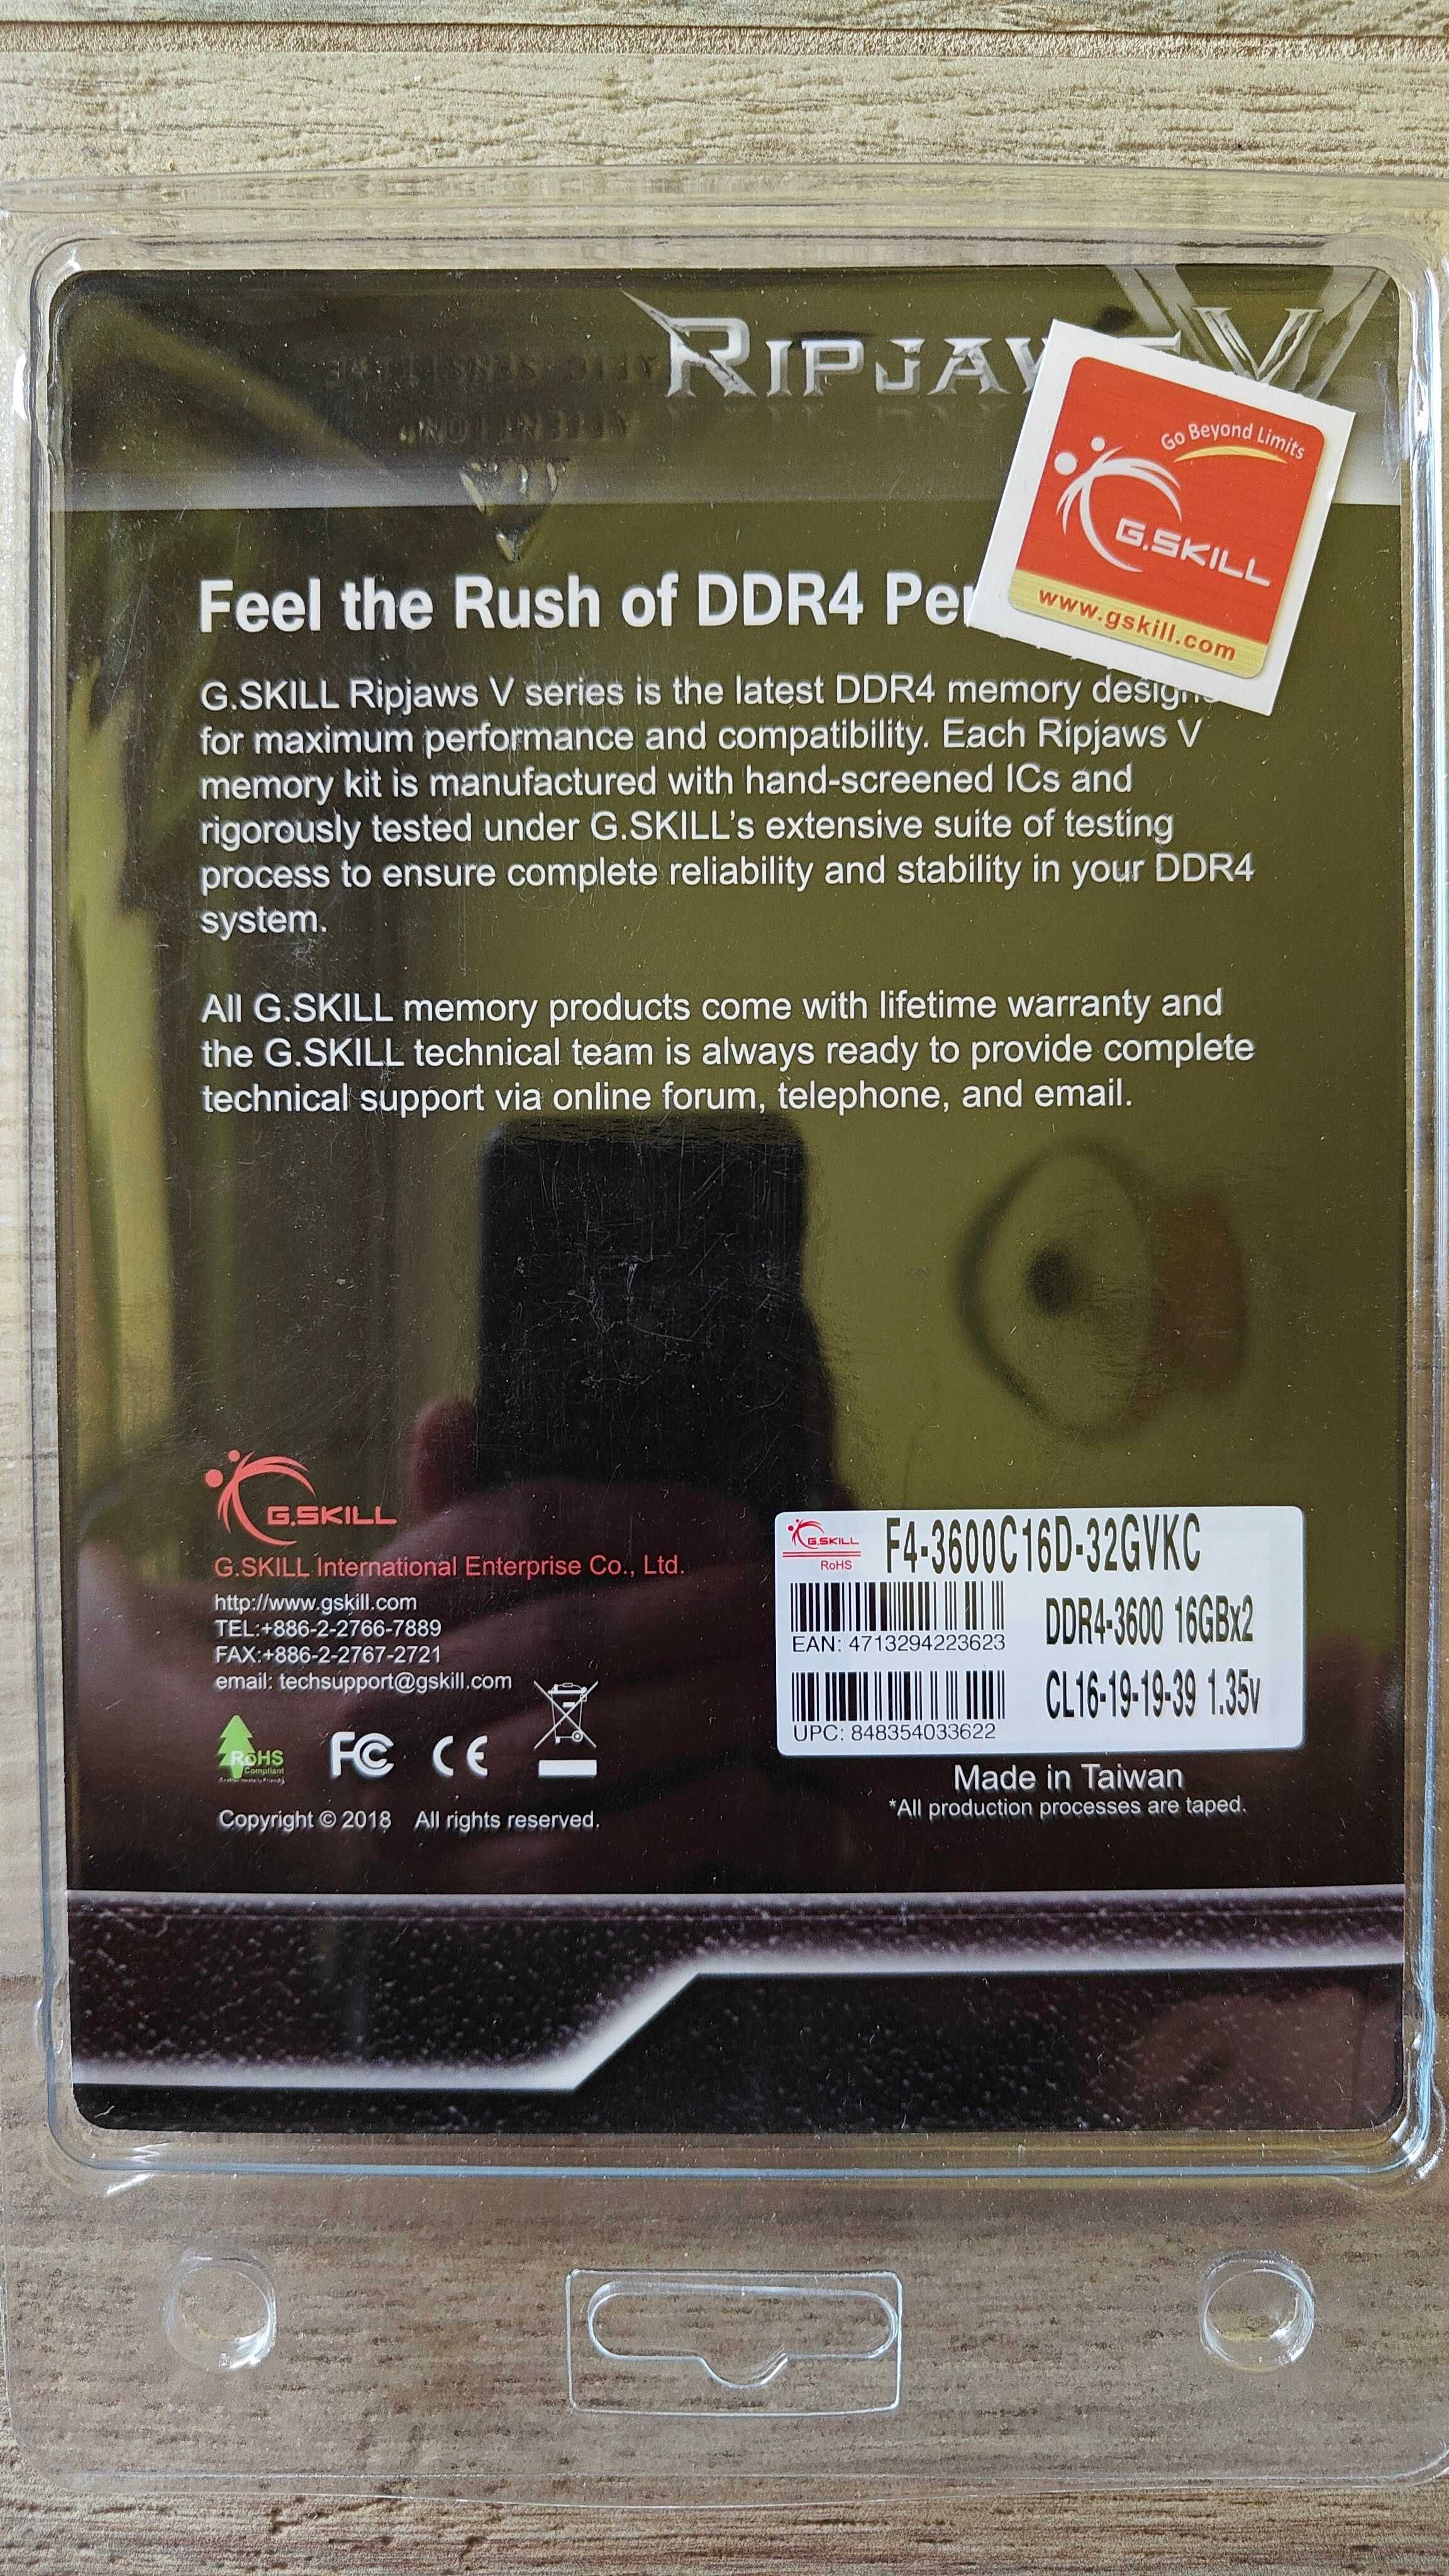 RIPJAWS V
Go Beyond Limits
G.SKILL
www.gskill.com
Feel the Rush of DDR4
G.SKILL Ripjaws V series is the latest DDR4 memory
for maximum performance and compatibility. Each Ripjaws V
memory kit is manufactured with hand-screened ICs and
rigorously tested under G.SKILL's extensive suite of testing
process to ensure complete reliability and stability in your DDR4
system.
All G.SKILL memory products come with lifetime warranty and
the G.SKILL technical team is always ready to provide complete
technical support via online forum, telephone, and email.
G.SKILL
G.SKILL International Enterprise Co., Ltd.
http://www.gskill.com
TEL:+886-2-2766-7889
FAX:+886-2-2767-2721
email: techsupport@gskill.com
RoHS
Compliant
FC CE
Copyright © 2018 All rights reserved.
G.SKILL
RoHS
F4-3600C16D-32GVKC
EAN: 4713294223623
DDR4-3600 16GBx2
UPC: 848354033622
CL16-19-19-39 1.35v
Made in Taiwan
*All production processes are taped.